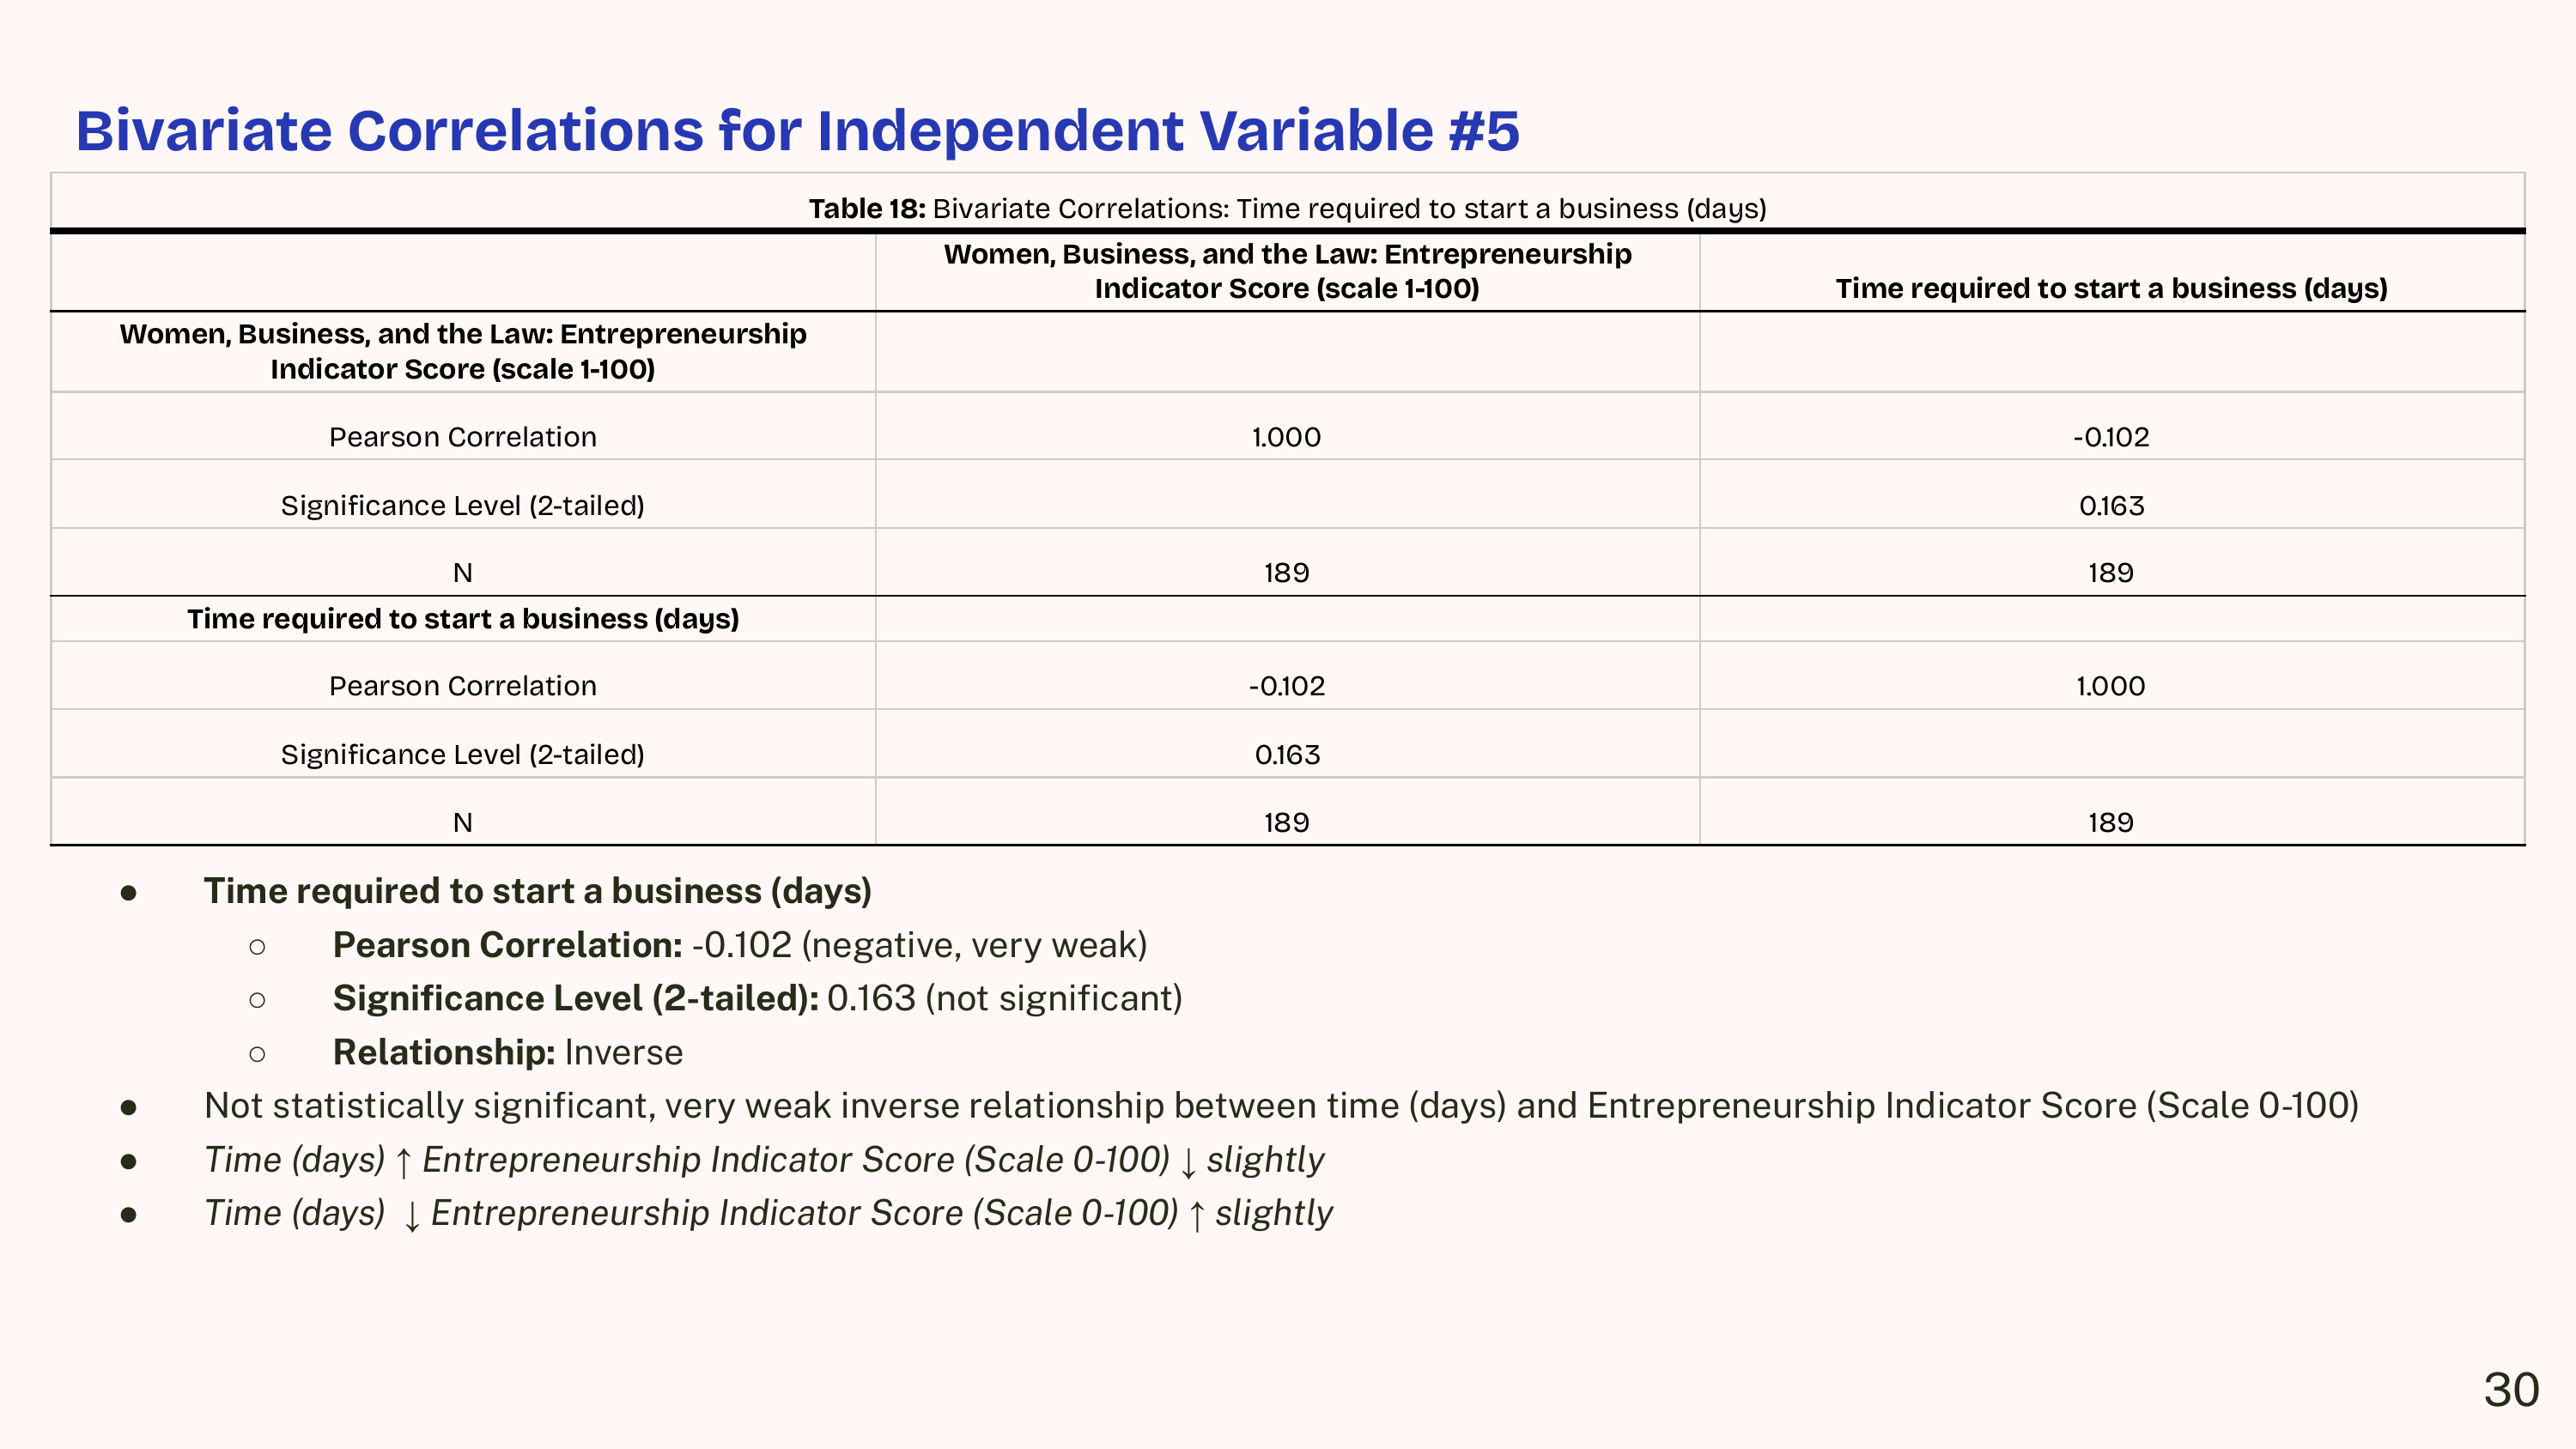 Bivariate Correlations for Independent Variable #5
Table 18: Bivariate Correlations: Time required to start a business (days)
Women, Business, and the Law: Entrepreneurship
Indicator Score (scale 1-100)
Time required to start a business (days)
Women, Business, and the Law: Entrepreneurship
Indicator Score (scale 1-100)
Pearson Correlation 1.000 -0.102
Significance Level (2-tailed) 0.163
N 189 189
Time required to start a business (days)
Pearson Correlation -0.102 1.000
Significance Level (2-tailed) 0.163
N 189 189
● Time required to start a business (days)
○ Pearson Correlation: -0.102 (negative, very weak)
○ Significance Level (2-tailed): 0.163 (not significant)
○ Relationship: Inverse
● Not statistically significant, very weak inverse relationship between time (days) and Entrepreneurship Indicator Score (Scale 0-100)
● Time (days) ↑ Entrepreneurship Indicator Score (Scale 0-100) ↓ slightly
● Time (days) ↓ Entrepreneurship Indicator Score (Scale 0-100) ↑ slightly
30